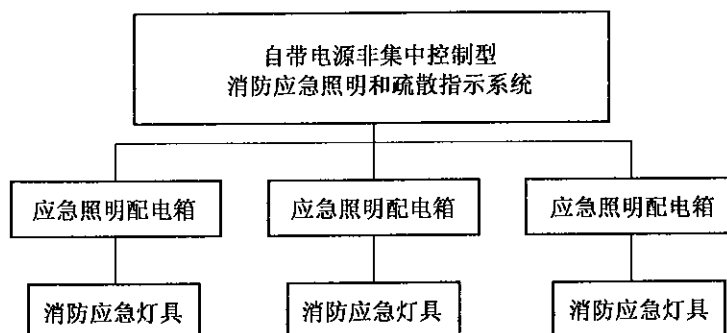 自带电源非集中控制型
消防应急照明和疏散指示系统
应急照明配电箱
应急照明配电箱
应急照明配电箱
消防应急灯具
消防应急灯具
消防应急灯具